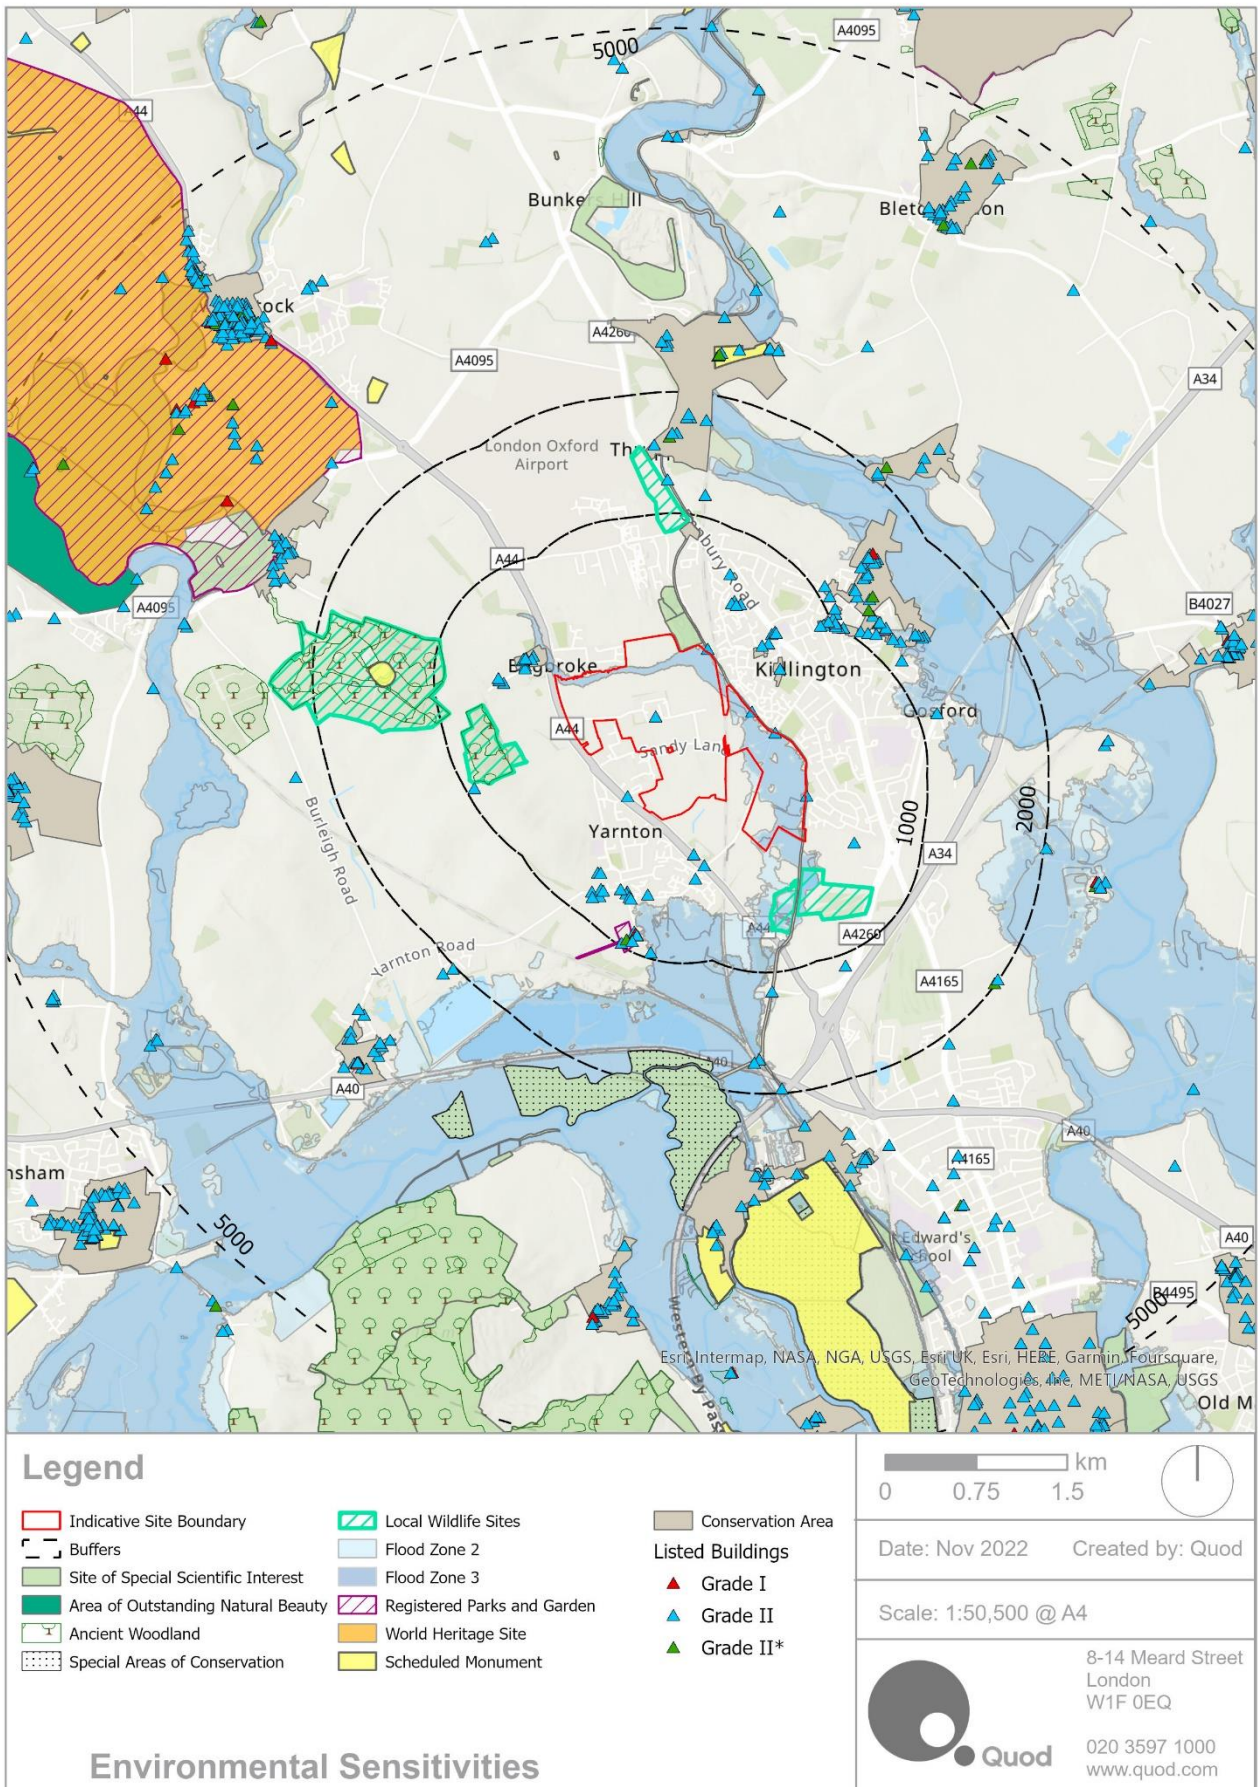 5000
A4095
A44
Bunkers Hill
A4260
A4095
A34
London Oxford
Airport
A44
A4095
B4027
Kidlington
Gosford
A44
Sandy Lane
2000
1000
Yarnton
Burleigh Road
A34
A44
A4260
Yarnton Road
A4165
A40
A40
A40
A4165
nsham
5000
Edward's
A40
B4495
5000
Esri, Intermap, NASA, NGA, USGS, Esri UK, Esri, HERE, Garmin, Foursquare,
GeoTechnologies, Inc, METI/NASA, USGS
Western By Pass
Old M
Legend
Indicative Site Boundary
Buffers
Site of Special Scientific Interest
Area of Outstanding Natural Beauty
Ancient Woodland
Special Areas of Conservation
Local Wildlife Sites
Flood Zone 2
Flood Zone 3
Registered Parks and Garden
World Heritage Site
Scheduled Monument
Conservation Area
Listed Buildings
Grade I
Grade II
Grade II*
km
0 0.75 1.5
Date: Nov 2022 Created by: Quod
Scale: 1:50,500 @ A4
Quod
8-14 Meard Street
London
W1F 0EQ
020 3597 1000
www.quod.com
Environmental Sensitivities